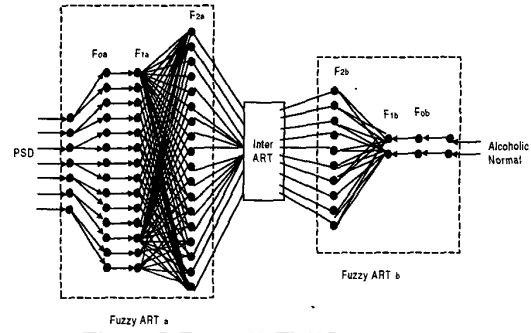 F2a
F0a F1a
F2b
F1b F0b
Inter
ART
PSD
Alcoholic
Normal
Fuzzy ART b
Fuzzy ART a